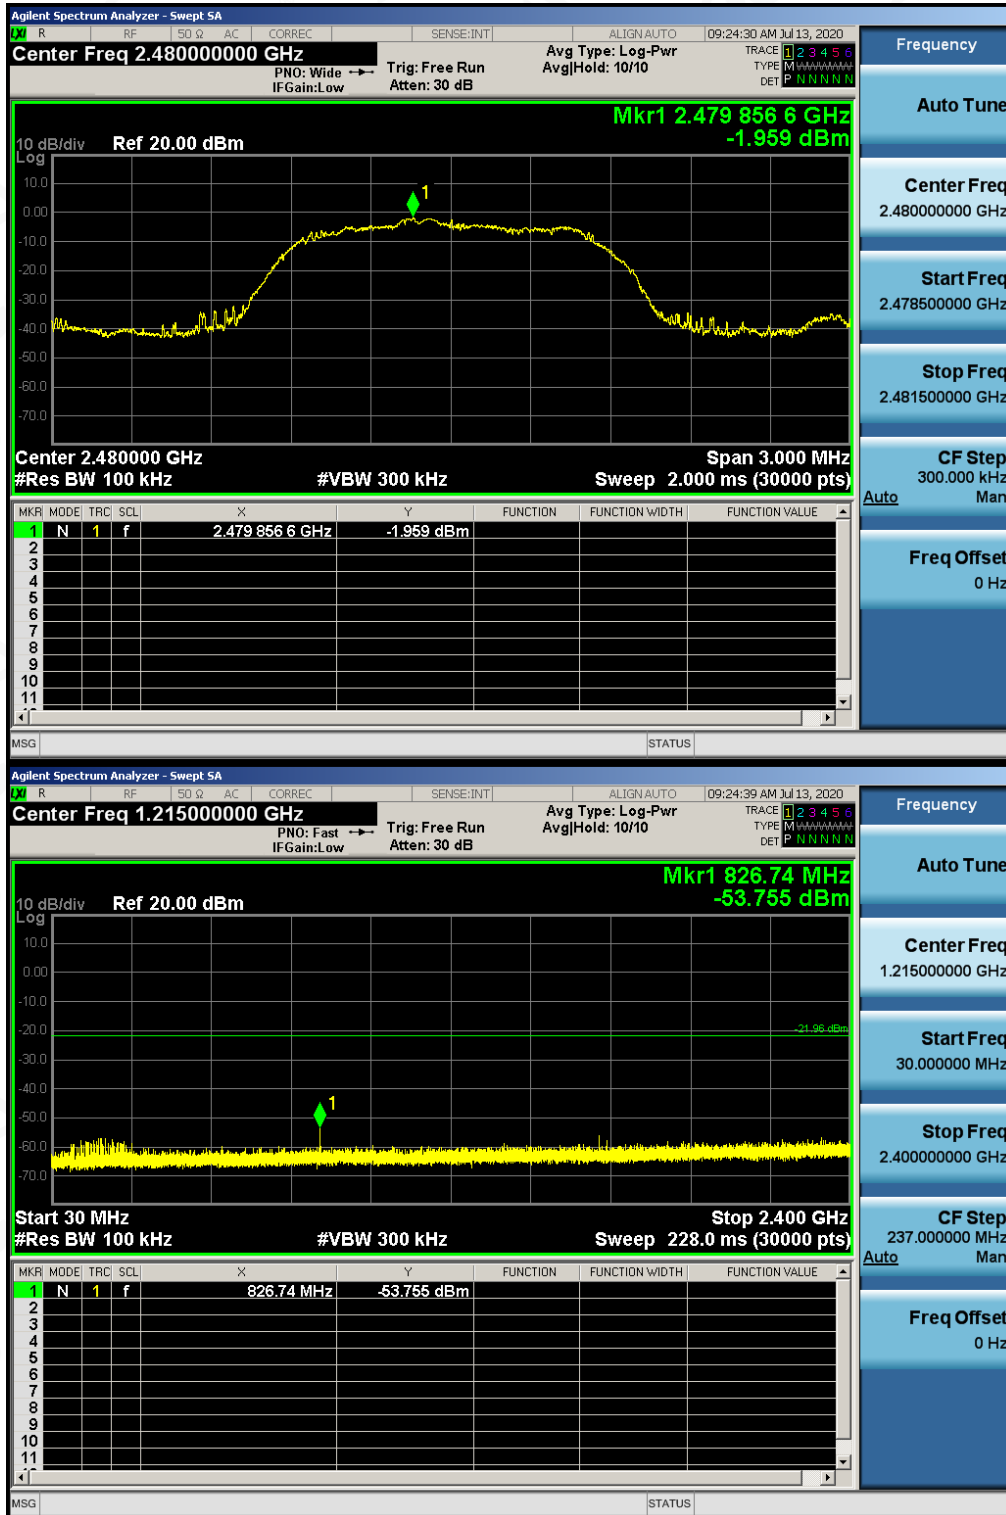 Agilent Spectrum Analyzer - Swept SA
LXI R RF 50 Ω AC CORREC SENSE:INT ALIGN AUTO 09:24:30 AM Jul 13, 2020
Center Freq 2.480000000 GHz
PNO: Wide
IFGain:Low
Trig: Free Run
Atten: 30 dB
Avg Type: Log-Pwr
Avg|Hold: 10/10
TRACE 1 2 3 4 5 6
TYPE M WWWWW
DET P N N N N N
Frequency
Auto Tune
Mkr1 2.479 856 6 GHz
-1.959 dBm
10 dB/div
Log
Ref 20.00 dBm
10.0
0.00
-10.0
-20.0
-30.0
-40.0
-50.0
-60.0
-70.0
1
Center Freq
2.480000000 GHz
Start Freq
2.478500000 GHz
Stop Freq
2.481500000 GHz
CF Step
300.000 kHz
Auto Man
Freq Offset
0 Hz
Center 2.480000 GHz Span 3.000 MHz
#Res BW 100 kHz #VBW 300 kHz Sweep 2.000 ms (30000 pts)
MKR MODE TRC SCL X Y FUNCTION FUNCTION WIDTH FUNCTION VALUE
1 N 1 f 2.479 856 6 GHz -1.959 dBm
2
3
4
5
6
7
8
9
10
11
MSG STATUS
Agilent Spectrum Analyzer - Swept SA
LXI R RF 50 Ω AC CORREC SENSE:INT ALIGN AUTO 09:24:39 AM Jul 13, 2020
Center Freq 1.215000000 GHz
PNO: Fast
IFGain:Low
Trig: Free Run
Atten: 30 dB
Avg Type: Log-Pwr
Avg|Hold: 10/10
TRACE 1 2 3 4 5 6
TYPE M WWWWW
DET P N N N N N
Frequency
Auto Tune
Mkr1 826.74 MHz
-53.755 dBm
10 dB/div
Log
Ref 20.00 dBm
10.0
0.00
-10.0
-20.0
-30.0
-40.0
-50.0
-60.0
-70.0
-21.96 dBm
1
Center Freq
1.215000000 GHz
Start Freq
30.000000 MHz
Stop Freq
2.400000000 GHz
CF Step
237.000000 MHz
Auto Man
Freq Offset
0 Hz
Start 30 MHz Stop 2.400 GHz
#Res BW 100 kHz #VBW 300 kHz Sweep 228.0 ms (30000 pts)
MKR MODE TRC SCL X Y FUNCTION FUNCTION WIDTH FUNCTION VALUE
1 N 1 f 826.74 MHz -53.755 dBm
2
3
4
5
6
7
8
9
10
11
MSG STATUS